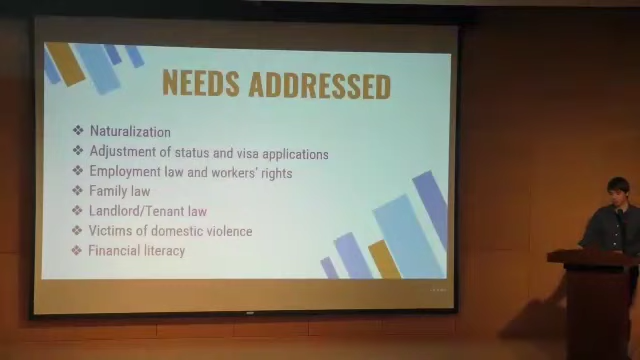 NEEDS ADDRESSED
❖ Naturalization
❖ Adjustment of status and visa applications
❖ Employment law and workers' rights
❖ Family law
❖ Landlord/Tenant law
❖ Victims of domestic violence
❖ Financial literacy